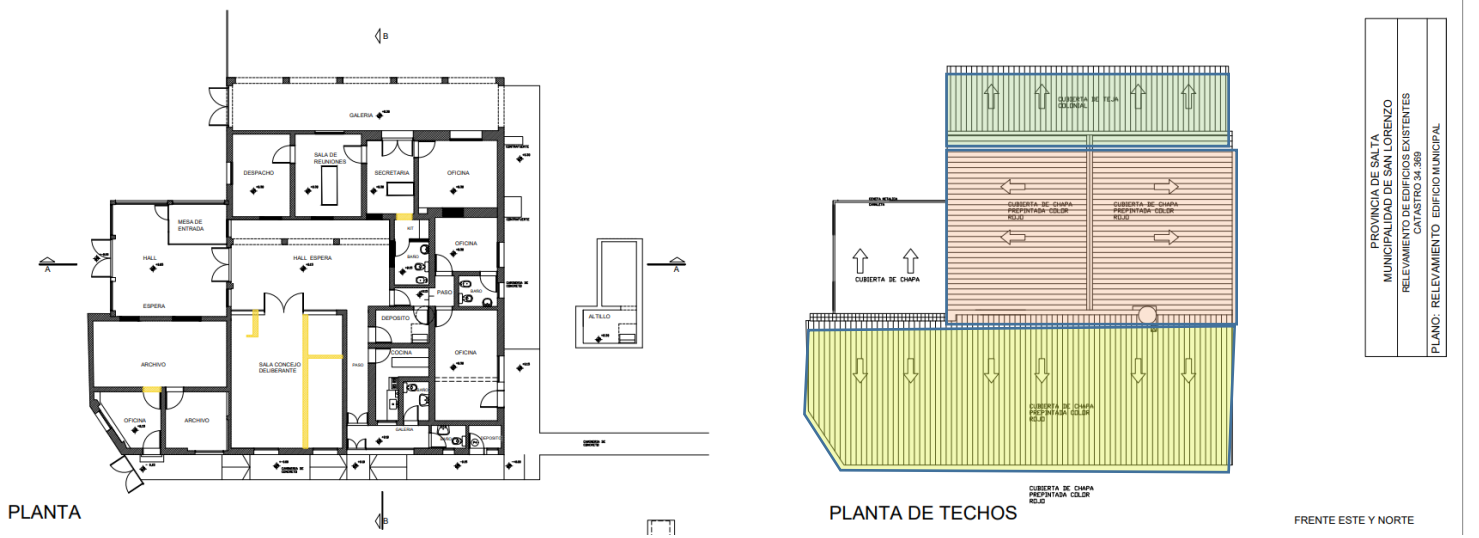 B
GALERIA
DESPACHO
SALA DE
REUNIONES
SECRETARIA
OFICINA
MESA DE
ENTRADA
KIT
OFICINA
BAÑO
HALL
HALL ESPERA
A
A
ESPERA
PASO
BAÑO
DEPOSITO
ALTILLO
ARCHIVO
SALA CONCEJO
DELIBERANTE
PASO
COCINA
OFICINA
BAÑO
OFICINA
ARCHIVO
GALERIA
BAÑO
DEPOSITO
B
PLANTA
CUBIERTA DE TEJA
COLONIAL
CUBIERTA DE CHAPA
PREPINTADA COLOR
ROJO
CUBIERTA DE CHAPA
PREPINTADA COLOR
ROJO
CUBIERTA DE CHAPA
CUBIERTA DE CHAPA
PREPINTADA COLOR
ROJO
CUBIERTA DE CHAPA
PREPINTADA COLOR
ROJO
PLANTA DE TECHOS
FRENTE ESTE Y NORTE
PROVINCIA DE SALTA
MUNICIPALIDAD DE SAN LORENZO
RELEVAMIENTO DE EDIFICIOS EXISTENTES
CATASTRO 34.369
PLANO: RELEVAMIENTO EDIFICIO MUNICIPAL